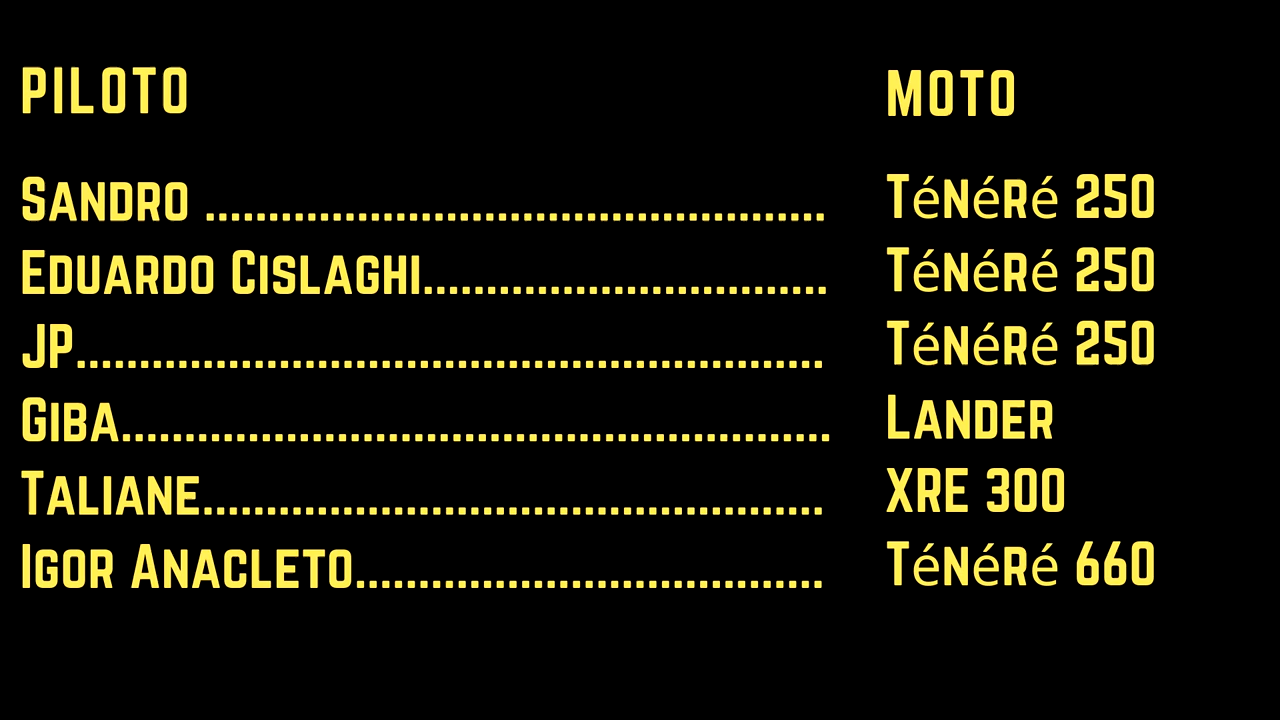 PILOTO MOTO
Sandro ................................................. Ténéré 250
Eduardo Cislaghi................................ Ténéré 250
JP........................................................... Ténéré 250
Giba........................................................ Lander
Taliane................................................. XRE 300
Igor Anacleto..................................... Ténéré 660